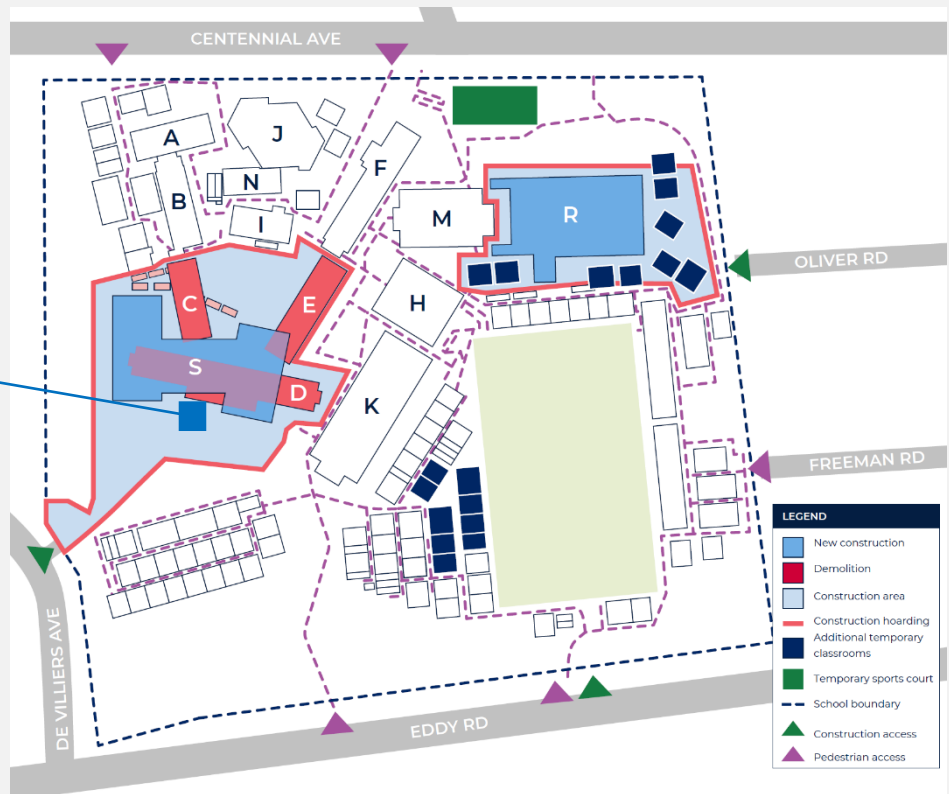 CENTENNIAL AVE
A
J
F
N
B
I
M
R
OLIVER RD
C
E
H
S
D
K
FREEMAN RD
LEGEND
New construction
Demolition
Construction area
Construction hoarding
Additional temporary
classrooms
Temporary sports court
School boundary
Construction access
Pedestrian access
DE VILLIERS AVE
EDDY RD